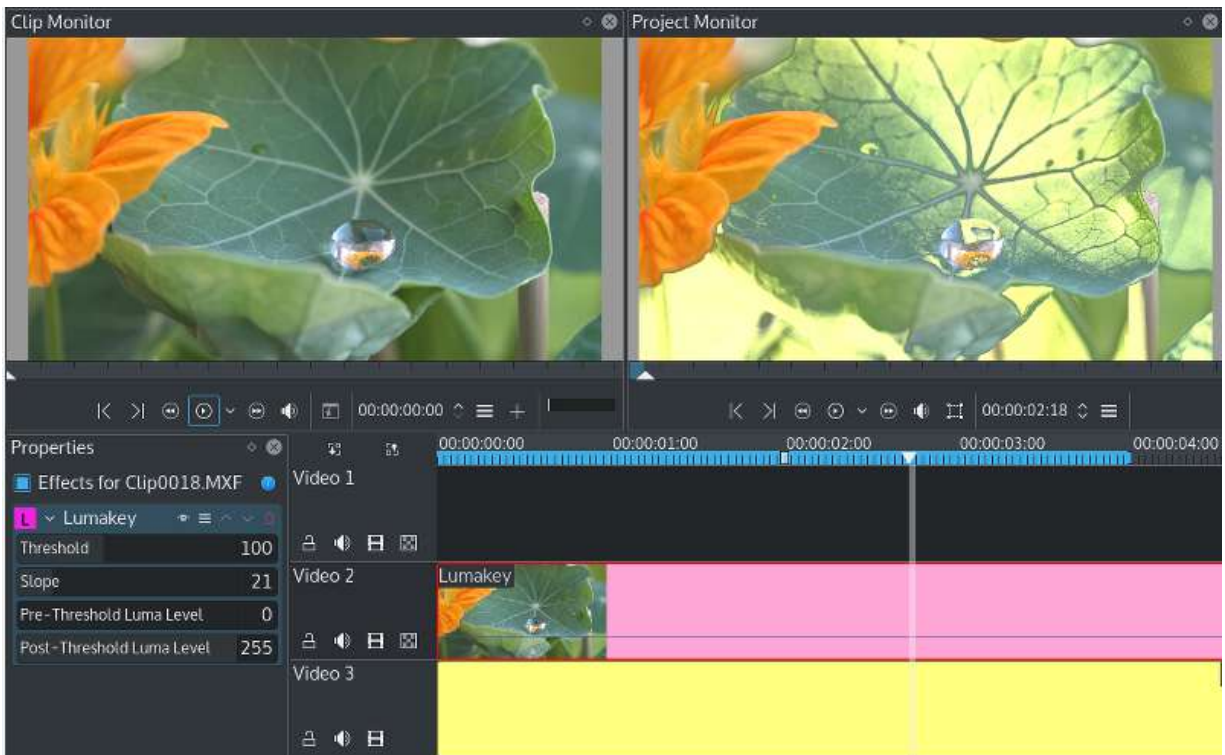 Clip Monitor
Project Monitor
00:00:00:00
00:00:02:18
Properties
Effects for Clip0018.MXF
L Lumakey
Threshold 100
Slope 21
Pre-Threshold Luma Level 0
Post-Threshold Luma Level 255
00:00:00:00 00:00:01:00 00:00:02:00 00:00:03:00 00:00:04:00
Video 1
Video 2
Lumakey
Video 3